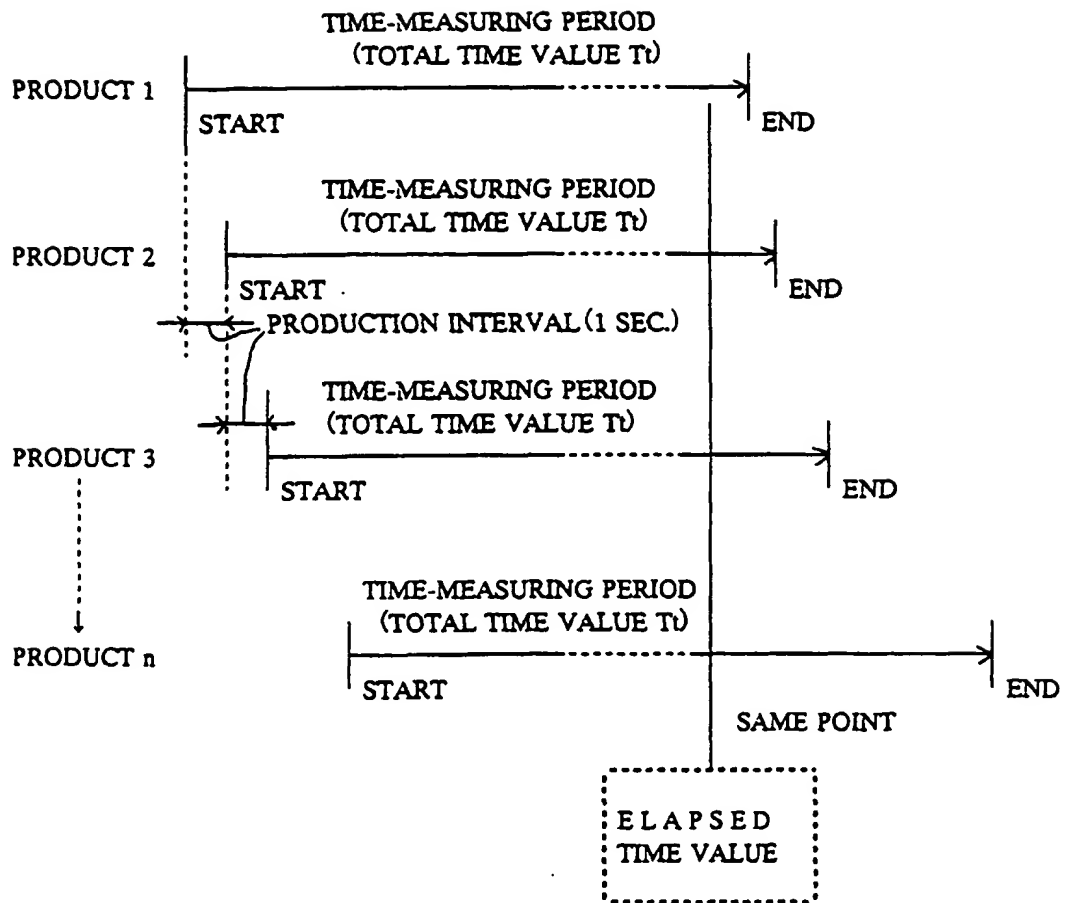 TIME-MEASURING PERIOD
(TOTAL TIME VALUE Tt)
PRODUCT 1
START
END
TIME-MEASURING PERIOD
(TOTAL TIME VALUE Tt)
PRODUCT 2
START
END
PRODUCTION INTERVAL (1 SEC.)
TIME-MEASURING PERIOD
(TOTAL TIME VALUE Tt)
PRODUCT 3
START
END
TIME-MEASURING PERIOD
(TOTAL TIME VALUE Tt)
PRODUCT n
START
END
SAME POINT
ELAPSED
TIME VALUE